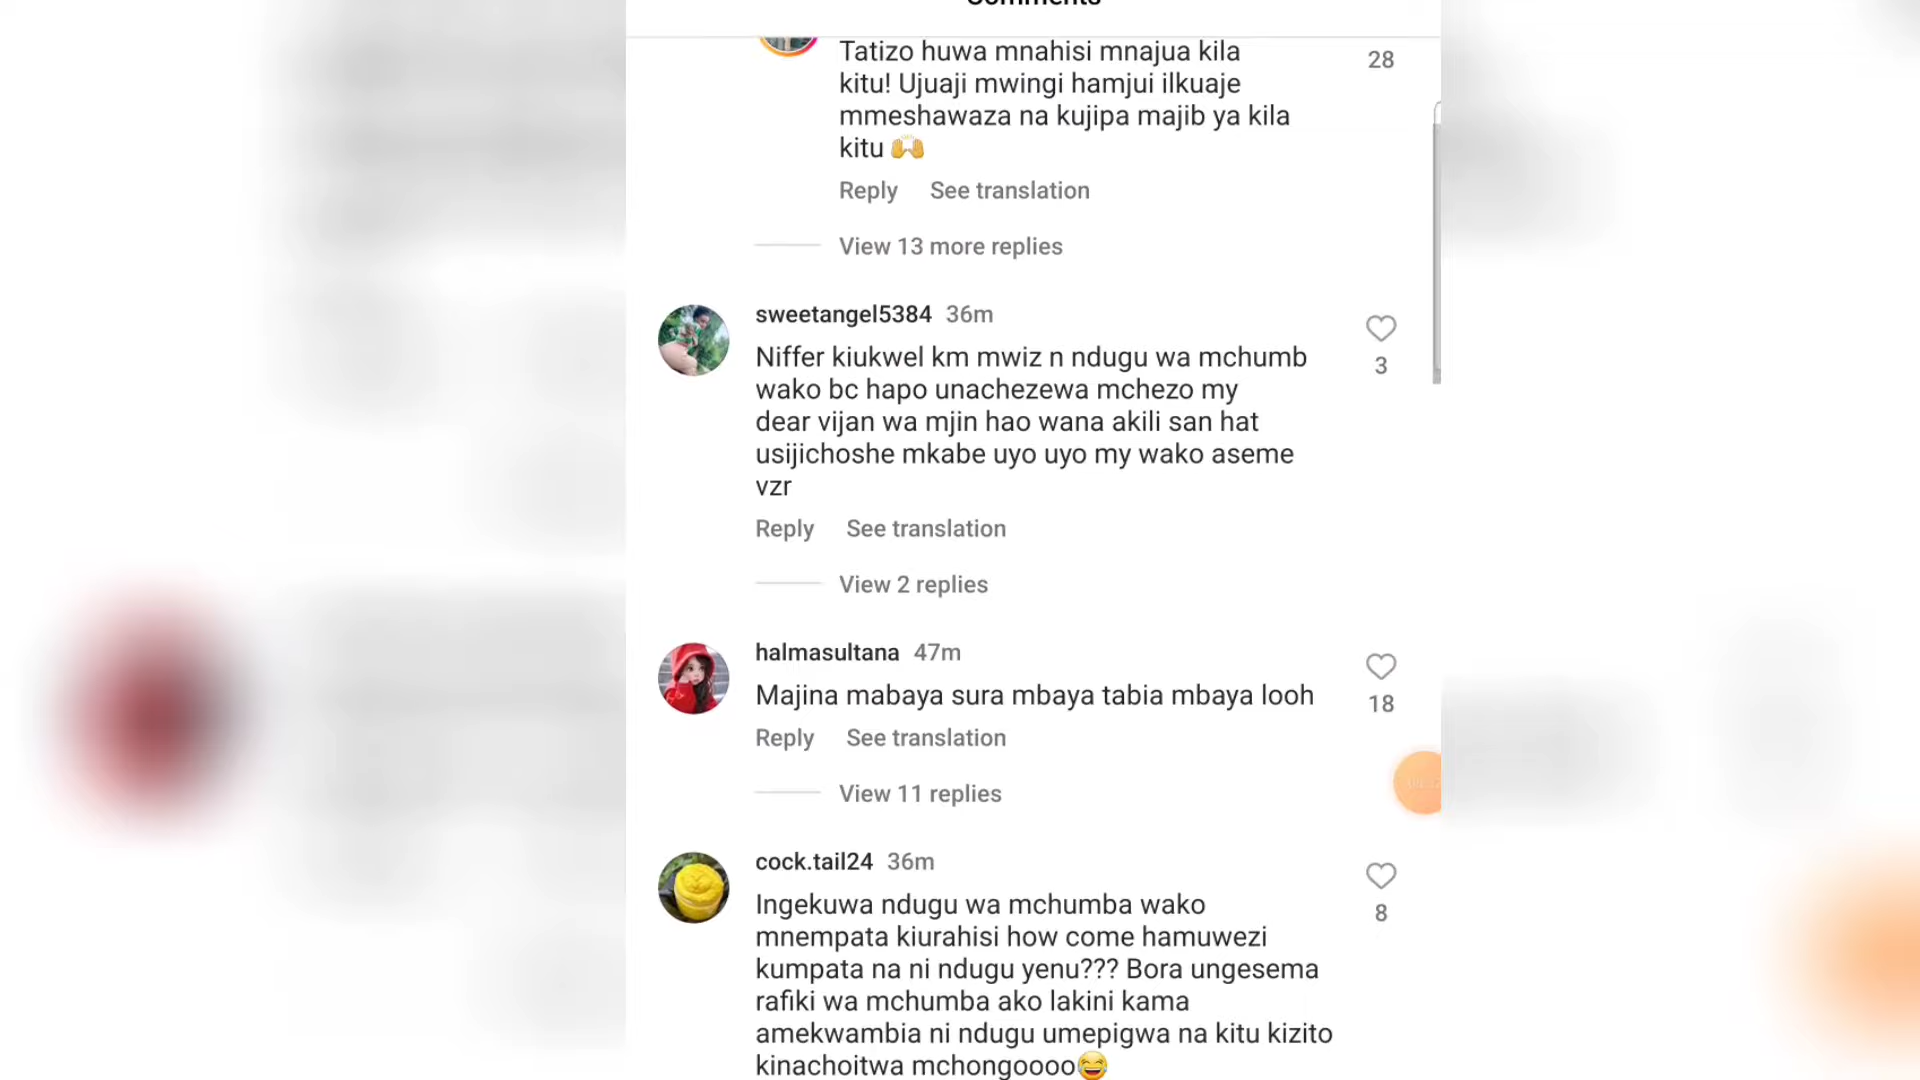 Comments
Tatizo huwa mnahisi mnajua kila
kitu! Ujuaji mwingi hamjui ilkuaje
mmeshawaza na kujipa majib ya kila
kitu 🙌
28
Reply See translation
View 13 more replies
sweetangel5384 36m
Niffer kiukwel km mwiz n ndugu wa mchumb
wako bc hapo unachezewa mchezo my
dear vijan wa mjin hao wana akili san hat
usijichoshe mkabe uyo uyo my wako aseme
vzr
3
Reply See translation
View 2 replies
halmasultana 47m
Majina mabaya sura mbaya tabia mbaya looh
18
Reply See translation
View 11 replies
cock.tail24 36m
Ingekuwa ndugu wa mchumba wako
mnempata kiurahisi how come hamuwezi
kumpata na ni ndugu yenu??? Bora ungesema
rafiki wa mchumba ako lakini kama
amekwambia ni ndugu umepigwa na kitu kizito
kinachoitwa mchongoooo😂
8